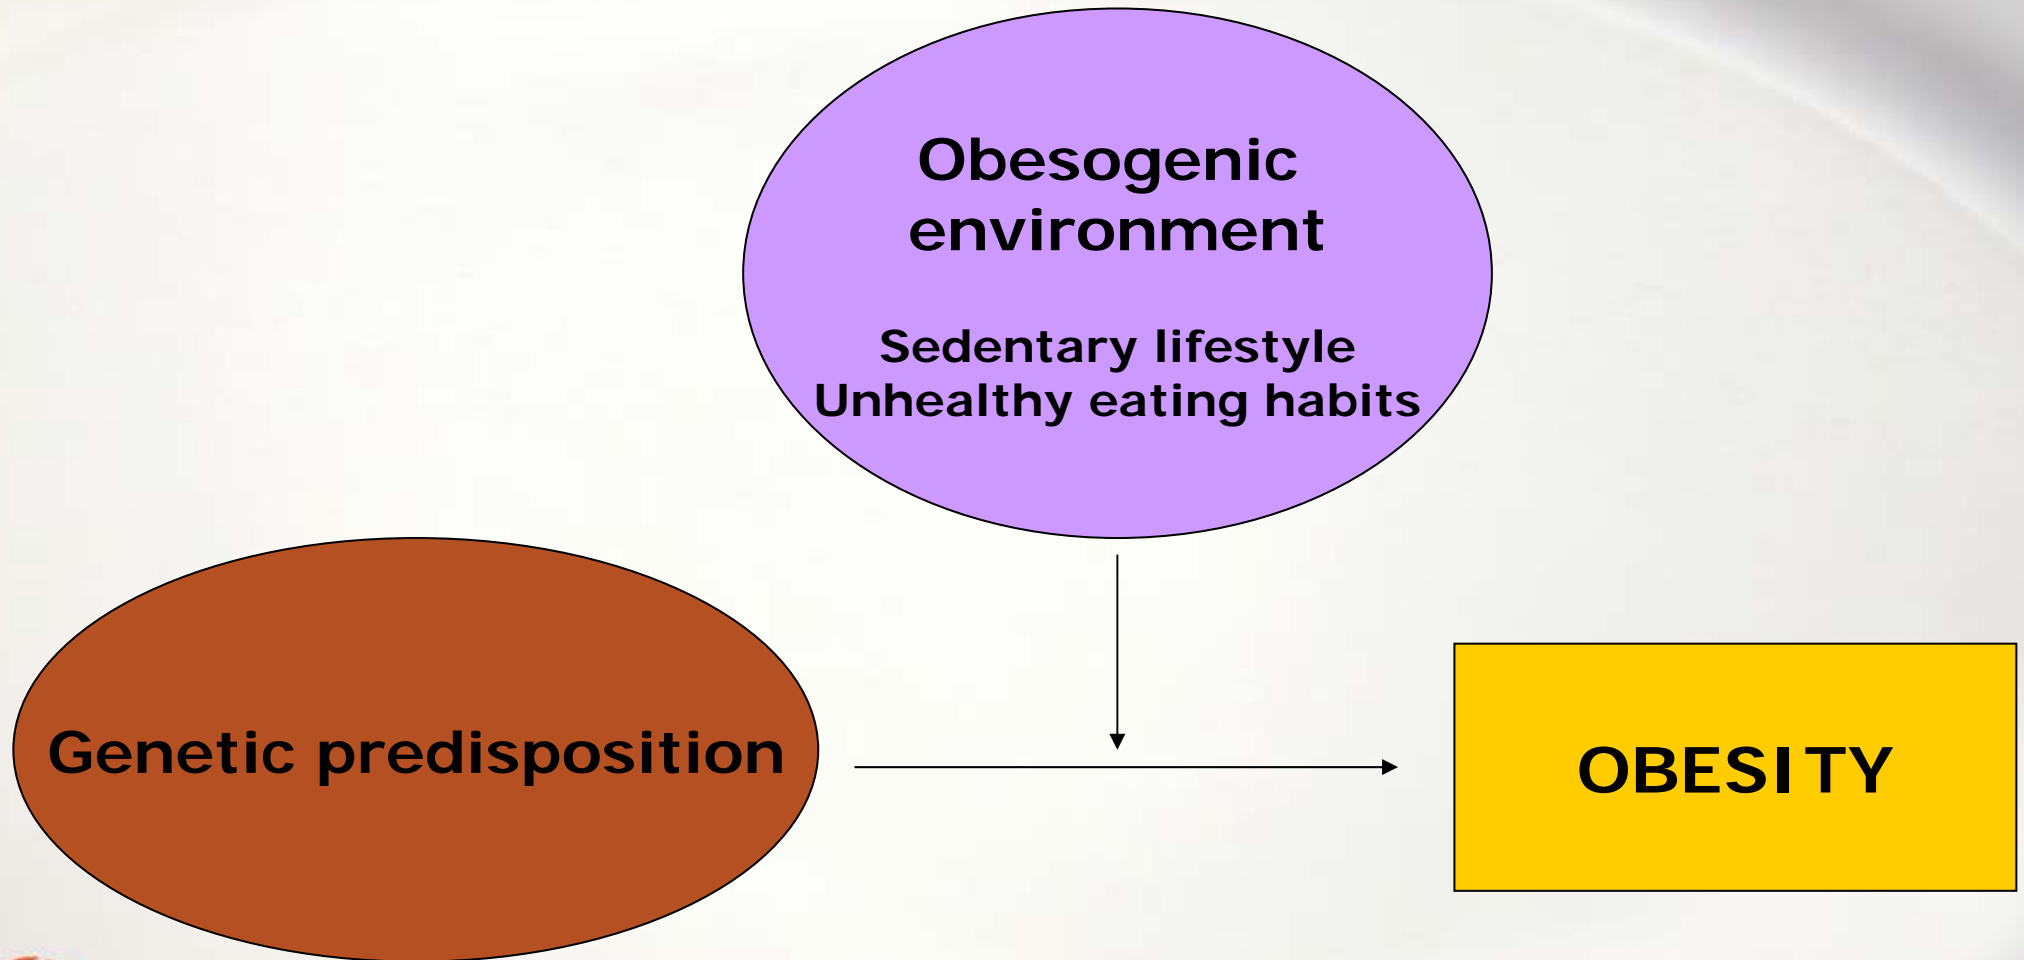 Obesogenic
environment
Sedentary lifestyle
Unhealthy eating habits
Genetic predisposition
OBESITY